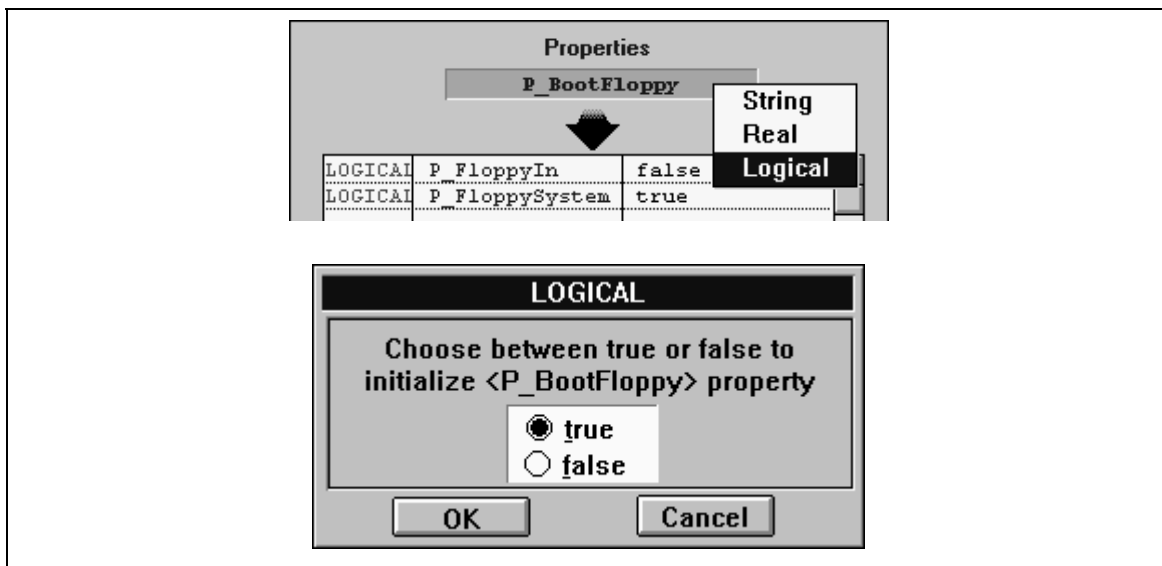 Properties
P_BootFloppy
String
Real
Logical
LOGICAL P_FloppyIn false
LOGICAL P_FloppySystem true
LOGICAL
Choose between true or false to
initialize <P_BootFloppy> property
true
false
OK Cancel